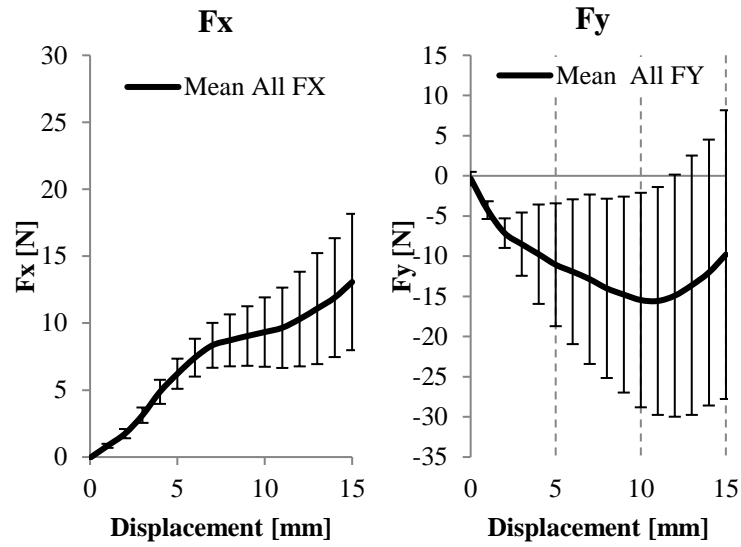 Fx
30
25
20
15
10
5
0
Fx [N]
Mean All FX
0 5 10 15
Displacement [mm]
Fy
15
10
5
0
-5
-10
-15
-20
-25
-30
-35
Fy [N]
Mean All FY
0 5 10 15
Displacement [mm]